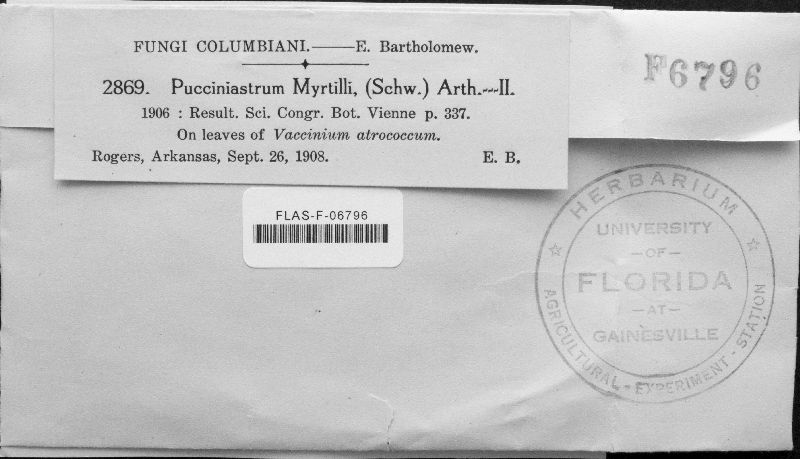 FUNGI COLUMBIANI.——E. Bartholomew.
2869. Pucciniastrum Myrtilli, (Schw.) Arth.---II.
1906 : Result. Sci. Congr. Bot. Vienne p. 337.
On leaves of Vaccinium atrococcum.
Rogers, Arkansas, Sept. 26, 1908. E. B.
F6796
FLAS-F-06796
HERBARIUM
UNIVERSITY
—OF—
FLORIDA
—AT—
GAINESVILLE
AGRICULTURAL - EXPERIMENT - STATION